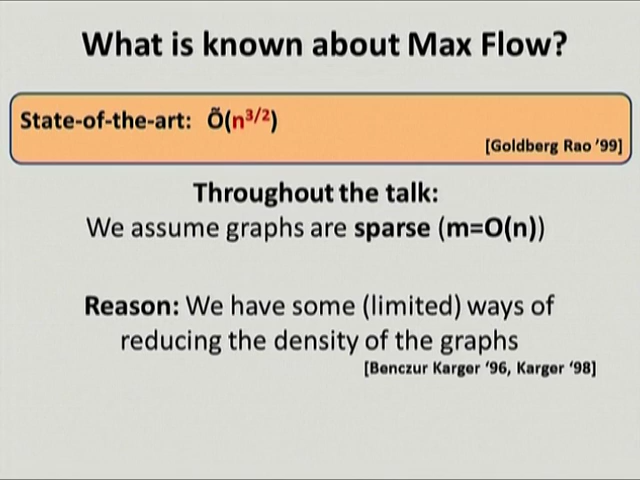 What is known about Max Flow?
State-of-the-art: Õ(n³/²)
[Goldberg Rao '99]
Throughout the talk:
We assume graphs are sparse (m=O(n))
Reason: We have some (limited) ways of
reducing the density of the graphs
[Benczur Karger '96, Karger '98]